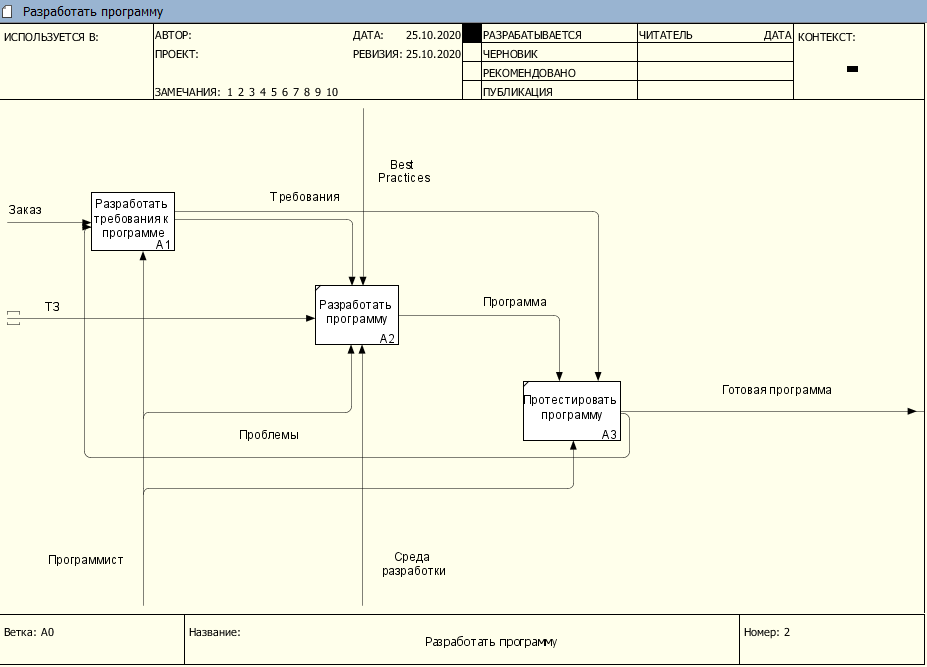 Разработать программу
ИСПОЛЬЗУЕТСЯ В:
АВТОР:
ДАТА: 25.10.2020
РАЗРАБАТЫВАЕТСЯ
ЧИТАТЕЛЬ
ДАТА
КОНТЕКСТ:
ПРОЕКТ:
РЕВИЗИЯ: 25.10.2020
ЧЕРНОВИК
РЕКОМЕНДОВАНО
ЗАМЕЧАНИЯ: 1 2 3 4 5 6 7 8 9 10
ПУБЛИКАЦИЯ
Best
Practices
Заказ
Разработать
требования к
программе
A1
Требования
ТЗ
Разработать
программу
A2
Программа
Протестировать
программу
A3
Готовая программа
Проблемы
Программист
Среда
разработки
Ветка: A0
Название:
Разработать программу
Номер: 2